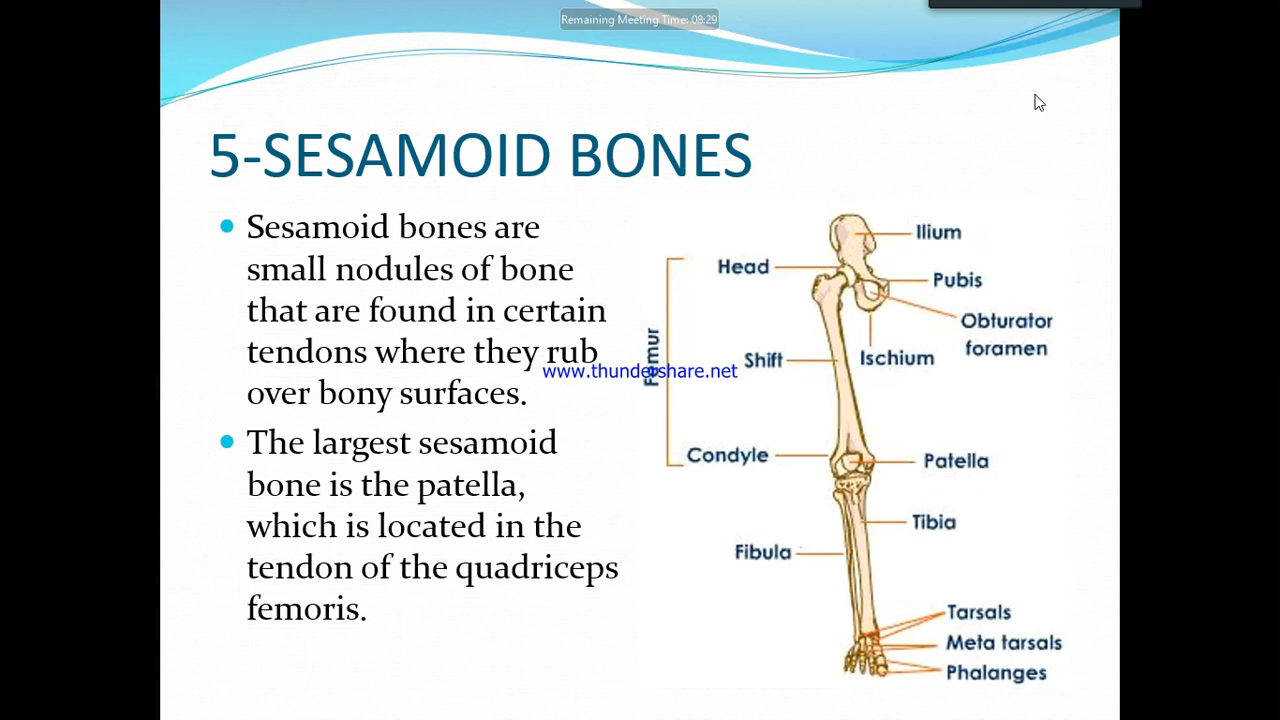 Remaining Meeting Time: 08:29
5-SESAMOID BONES
Sesamoid bones are
small nodules of bone
that are found in certain
tendons where they rub
over bony surfaces.
The largest sesamoid
bone is the patella,
which is located in the
tendon of the quadriceps
femoris.
www.thundershare.net
Ilium
Head
Pubis
Obturator
foramen
Femur
Shift
Ischium
Condyle
Patella
Tibia
Fibula
Tarsals
Meta tarsals
Phalanges